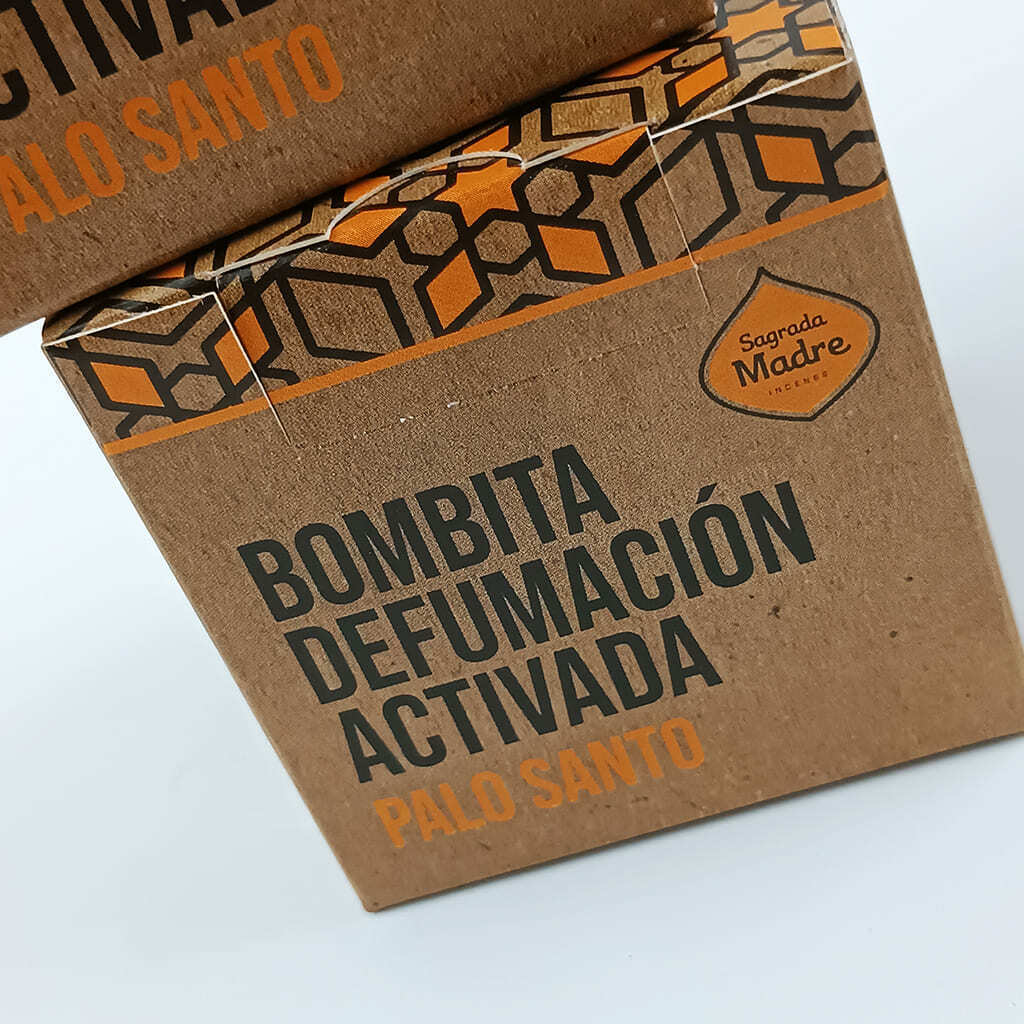 ALO SANTO
Sagrada
Madre
INCENSE
BOMBITA
DEFUMACIÓN
ACTIVADA
PALO SANTO